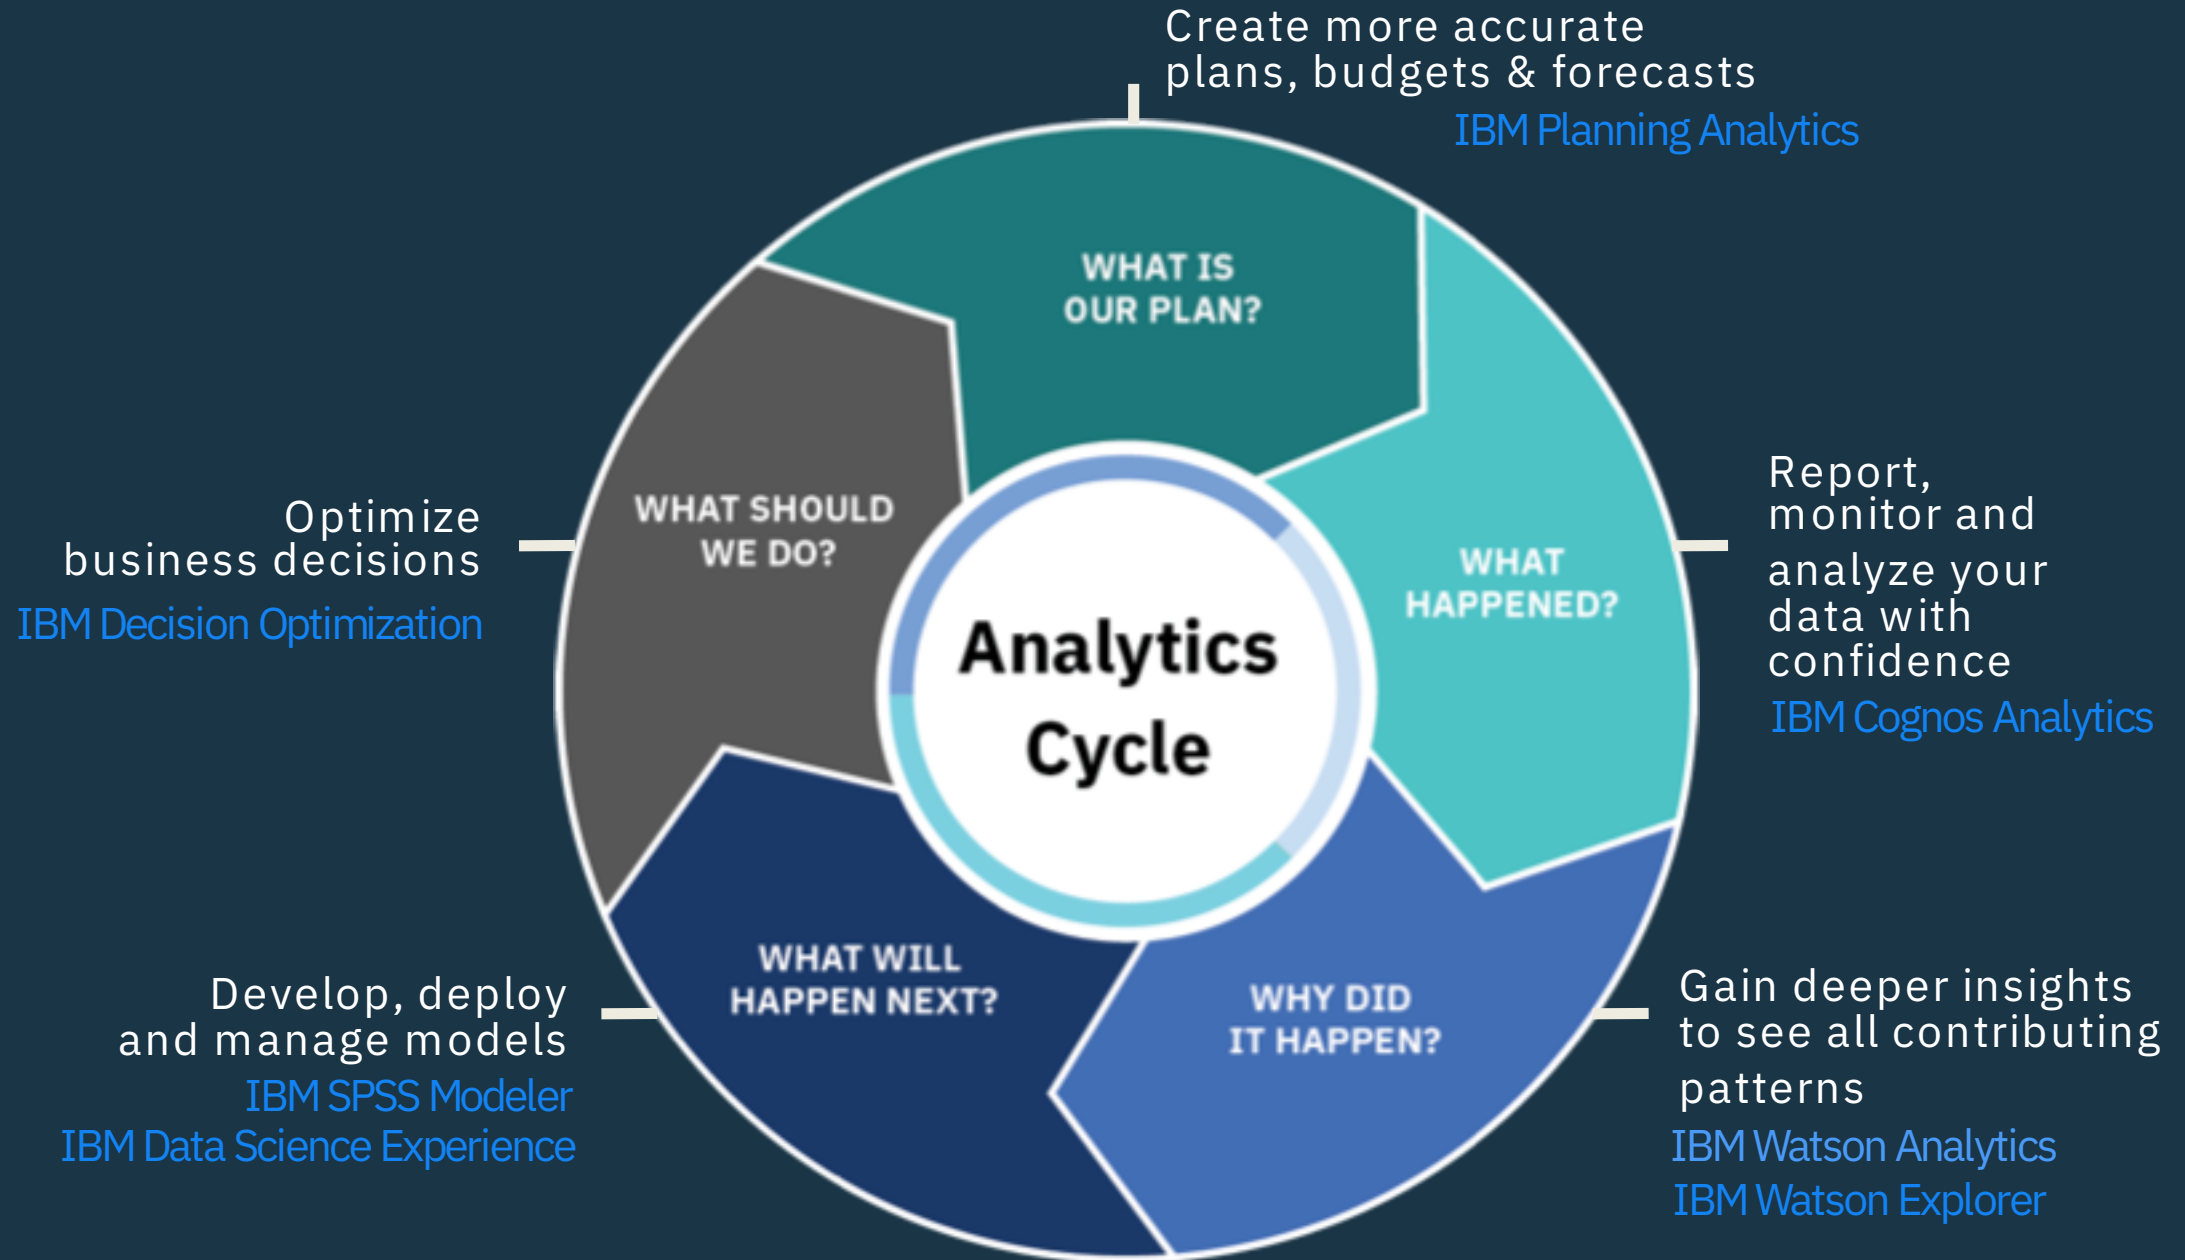 Create more accurate
plans, budgets & forecasts
IBM Planning Analytics
WHAT IS
OUR PLAN?
WHAT
HAPPENED?
Report,
monitor and
analyze your
data with
confidence
IBM Cognos Analytics
WHY DID
IT HAPPEN?
Gain deeper insights
to see all contributing
patterns
IBM Watson Analytics
IBM Watson Explorer
WHAT WILL
HAPPEN NEXT?
Develop, deploy
and manage models
IBM SPSS Modeler
IBM Data Science Experience
WHAT SHOULD
WE DO?
Optimize
business decisions
IBM Decision Optimization
Analytics
Cycle